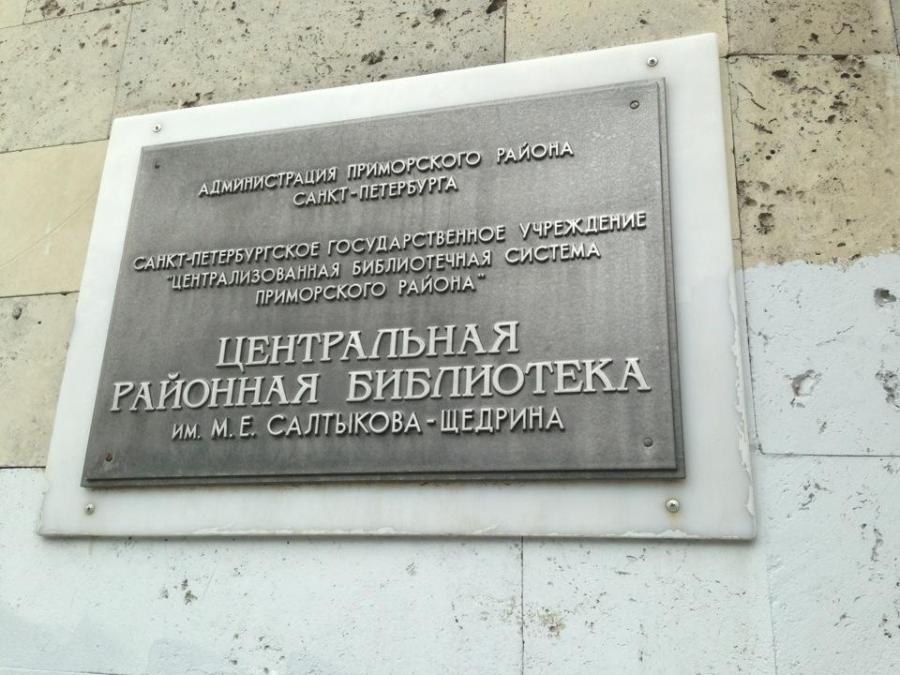 АДМИНИСТРАЦИЯ ПРИМОРСКОГО РАЙОНА
САНКТ-ПЕТЕРБУРГА
САНКТ-ПЕТЕРБУРГСКОЕ ГОСУДАРСТВЕННОЕ УЧРЕЖДЕНИЕ
"ЦЕНТРАЛИЗОВАННАЯ БИБЛИОТЕЧНАЯ СИСТЕМА
ПРИМОРСКОГО РАЙОНА"
ЦЕНТРАЛЬНАЯ
РАЙОННАЯ БИБЛИОТЕКА
ИМ. М. Е. САЛТЫКОВА-ЩЕДРИНА